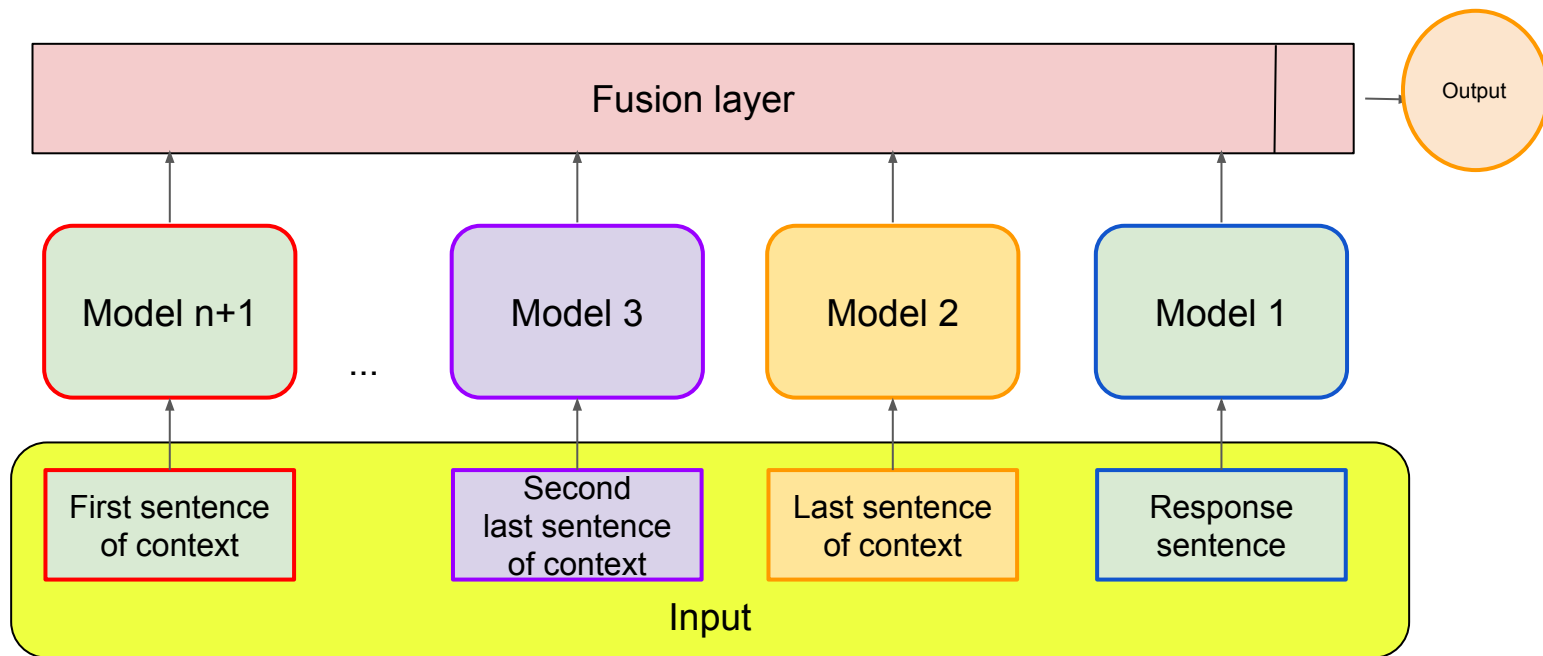 Fusion layer
Output
Model n+1
...
Model 3
Model 2
Model 1
First sentence
of context
Second
last sentence
of context
Last sentence
of context
Response
sentence
Input